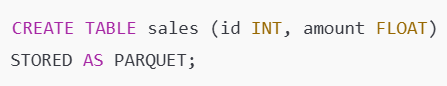 CREATE TABLE sales (id INT, amount FLOAT)
STORED AS PARQUET;